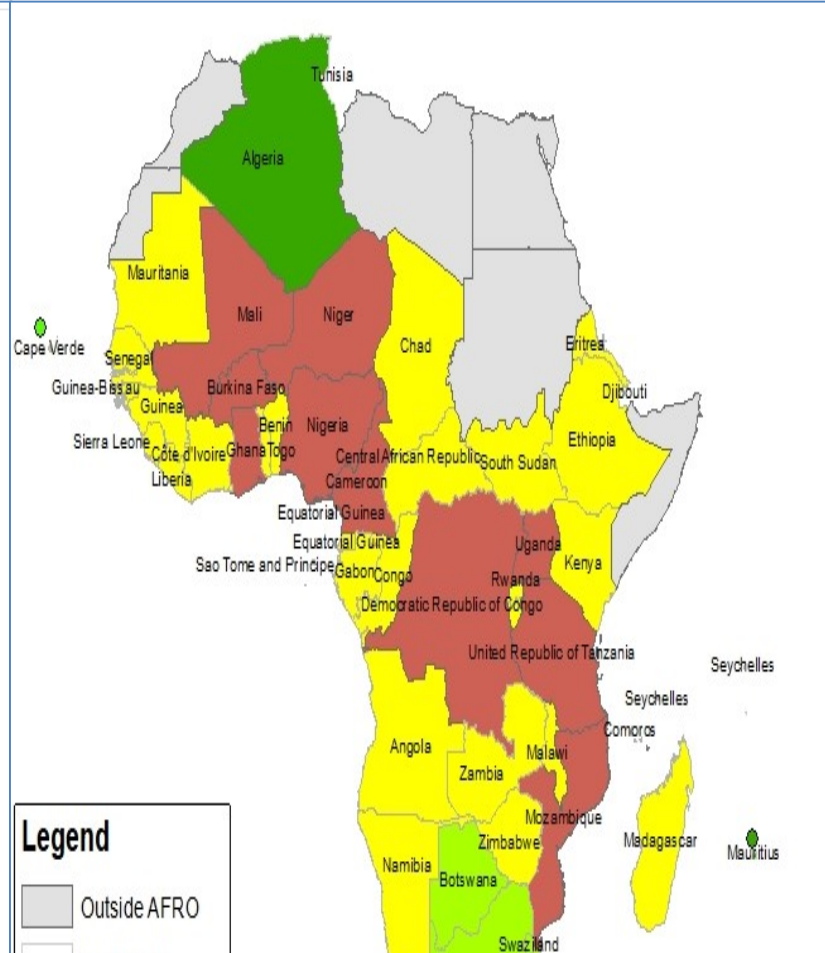 Tunisia
Algeria
Mauritania
Mali
Niger
Cape Verde
Senegal
Chad
Eritrea
Guinea-Bissau
Burkina Faso
Djibouti
Guinea
Benin
Nigeria
Sierra Leone
Côte d'Ivoire
Ghana
Togo
Ethiopia
Central African Republic
South Sudan
Liberia
Cameroon
Equatorial Guinea
Equatorial Guinea
Uganda
Sao Tome and Principe
Gabon
Congo
Kenya
Rwanda
Democratic Republic of Congo
United Republic of Tanzania
Seychelles
Seychelles
Comoros
Angola
Malawi
Zambia
Mozambique
Zimbabwe
Madagascar
Mauritius
Namibia
Botswana
Swaziland
Legend
Outside AFRO